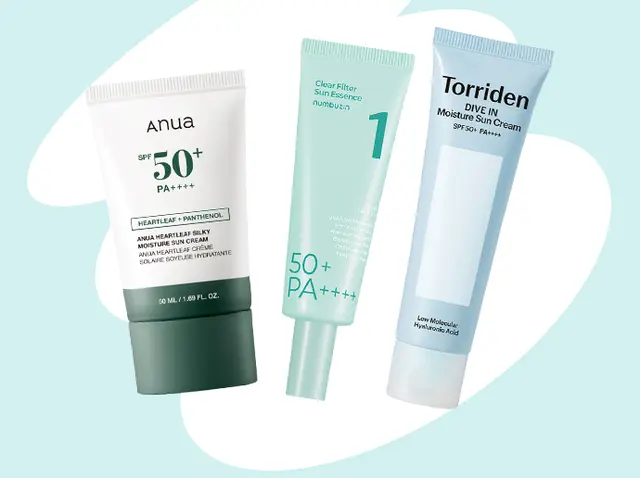 Anua
SPF 50+
PA++++
HEARTLEAF + PANTHENOL
ANUA HEARTLEAF SILKY
MOISTURE SUN CREAM
ANUA HEARTLEAF CRÈME
SOLAIRE SOYEUSE HYDRATANTE
50 ML / 1.69 FL. OZ.
Clear Filter
Sun Essence
numbuzin
1
50+
PA++++
Torriden
DIVE IN
Moisture Sun Cream
SPF50+ PA++++
Low Molecular
Hyaluronic Acid